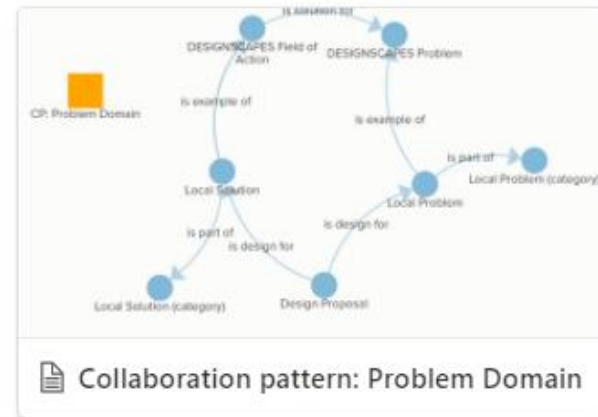 is solution for
DESIGNSCAPES Field of
Action
DESIGNSCAPES Problem
CP: Problem Domain
is example of
is example of
is part of
Local Problem (category)
Local Solution
Local Problem
is design for
is part of
is design for
Local Solution (category)
Design Proposal
Collaboration pattern: Problem Domain